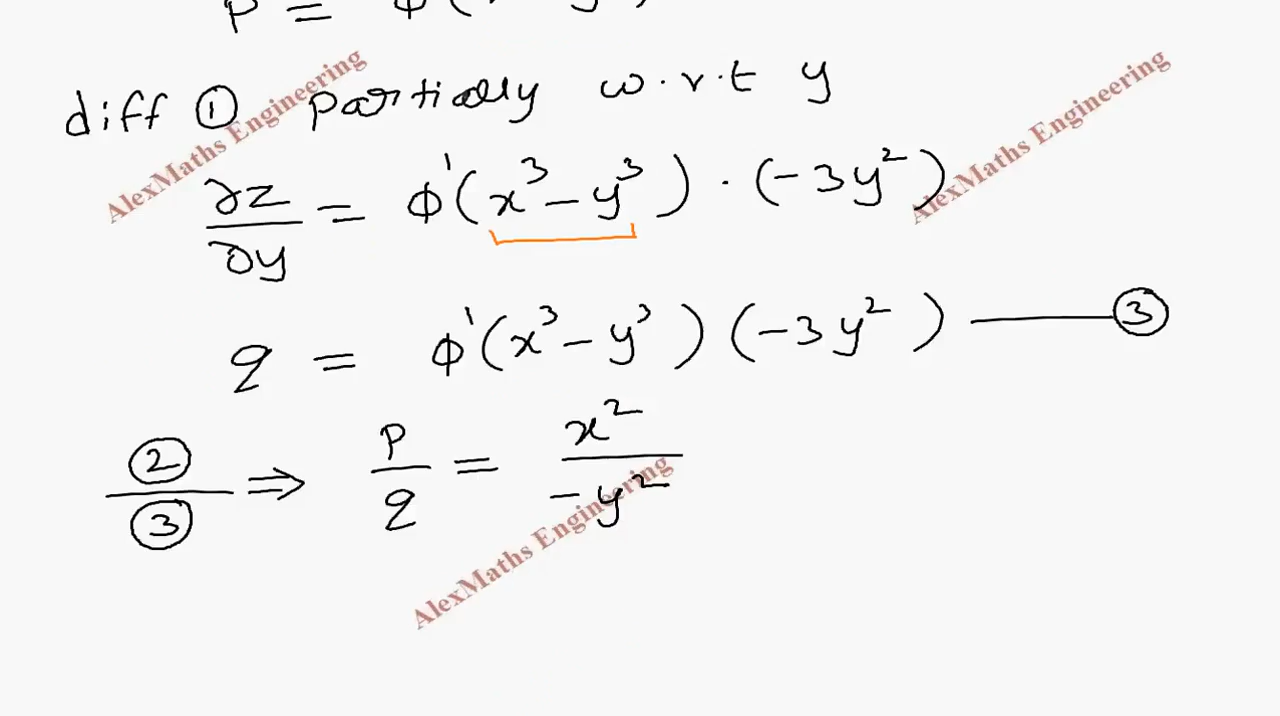 P = ϕ(
diff ① partially w.r.t y
∂z/∂y = ϕ'(x³ - y³) · (-3y²)
q = ϕ'(x³ - y³) (-3y²) —— ③
②/③ ⇒ P/q = x²/-y²
AlexMaths Engineering
AlexMaths Engineering
AlexMaths Engineering